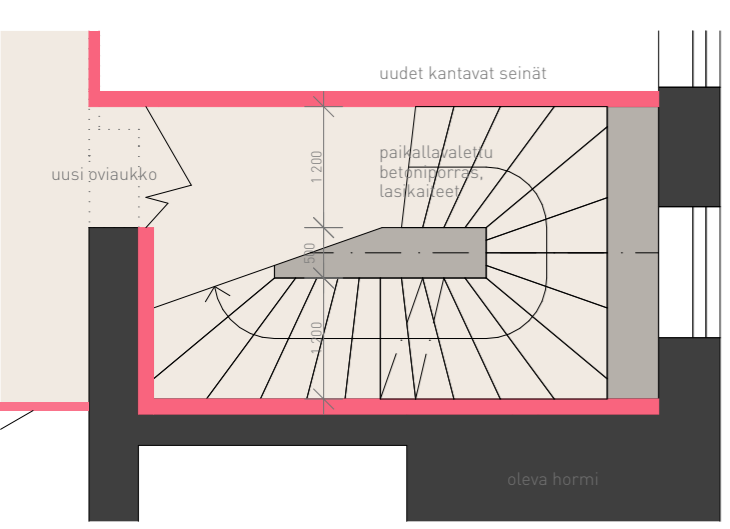 uudet kantavat seinät
paikallavalettu
betoniporras,
lasikaiteet
uusi oviaukko
1 200
500
1 200
oleva hormi